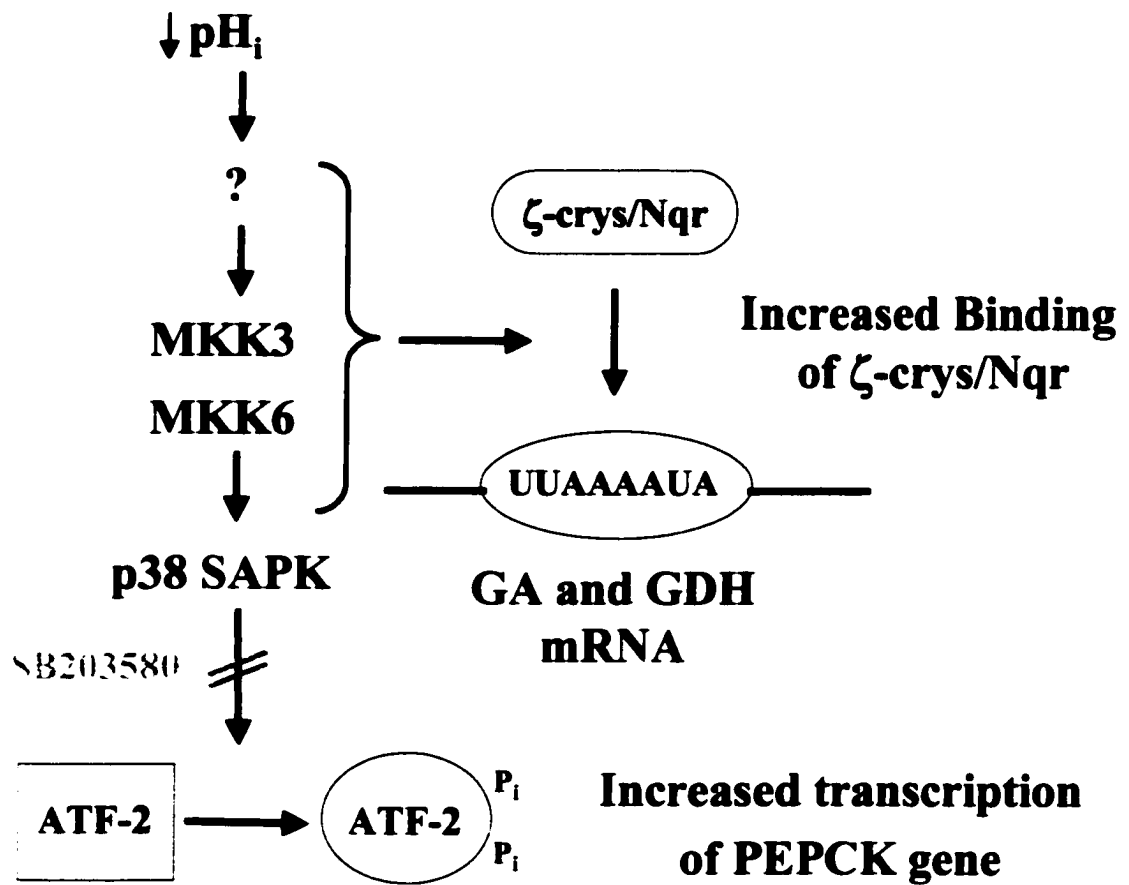 ↓ pHi
?
MKK3
MKK6
p38 SAPK
SB203580
ATF-2
ATF-2
Pi
Pi
ζ-crys/Nqr
Increased Binding
of ζ-crys/Nqr
UUAAAAUA
GA and GDH
mRNA
Increased transcription
of PEPCK gene